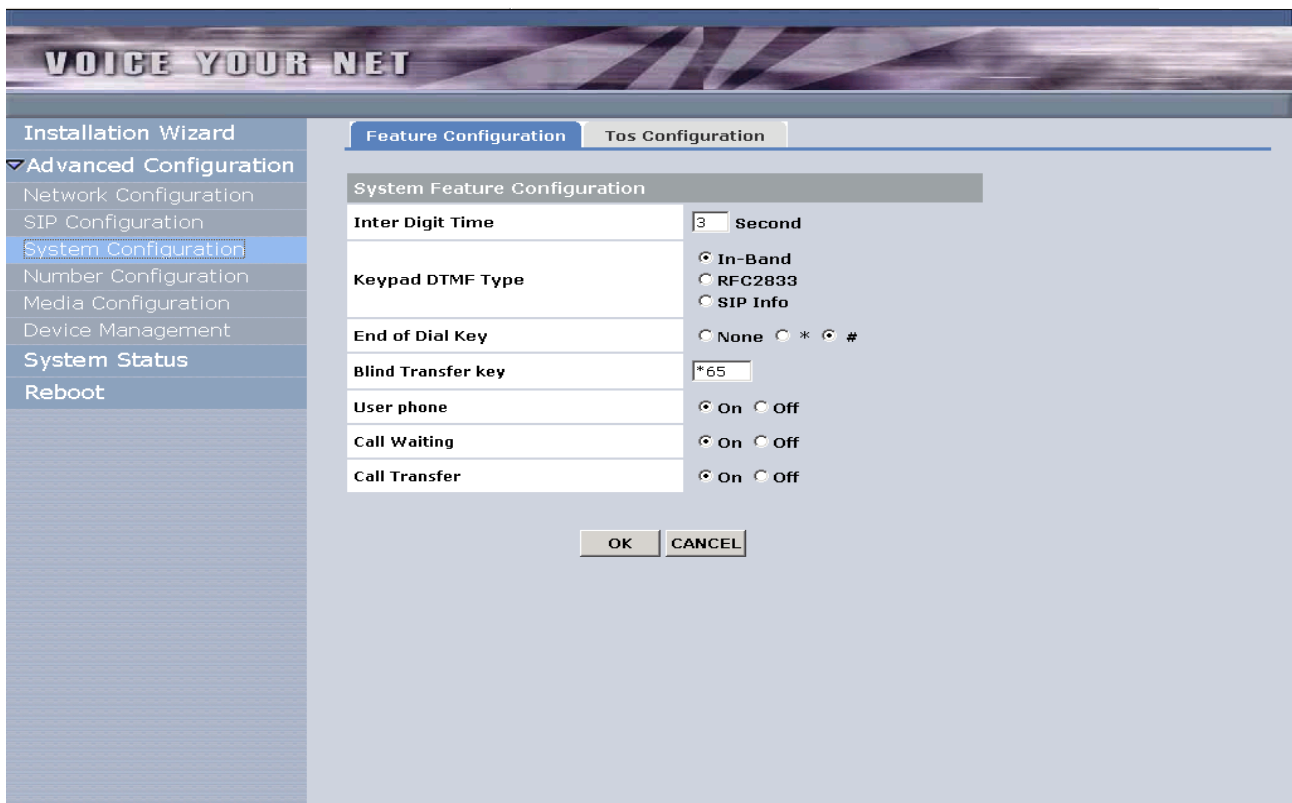 VOICE YOUR NET
Installation Wizard
Advanced Configuration
Network Configuration
SIP Configuration
System Configuration
Number Configuration
Media Configuration
Device Management
System Status
Reboot
Feature Configuration Tos Configuration
System Feature Configuration
Inter Digit Time 3 Second
Keypad DTMF Type In-Band
RFC2833
SIP Info
End of Dial Key None * #
Blind Transfer key *65
User phone On Off
Call Waiting On Off
Call Transfer On Off
OK CANCEL